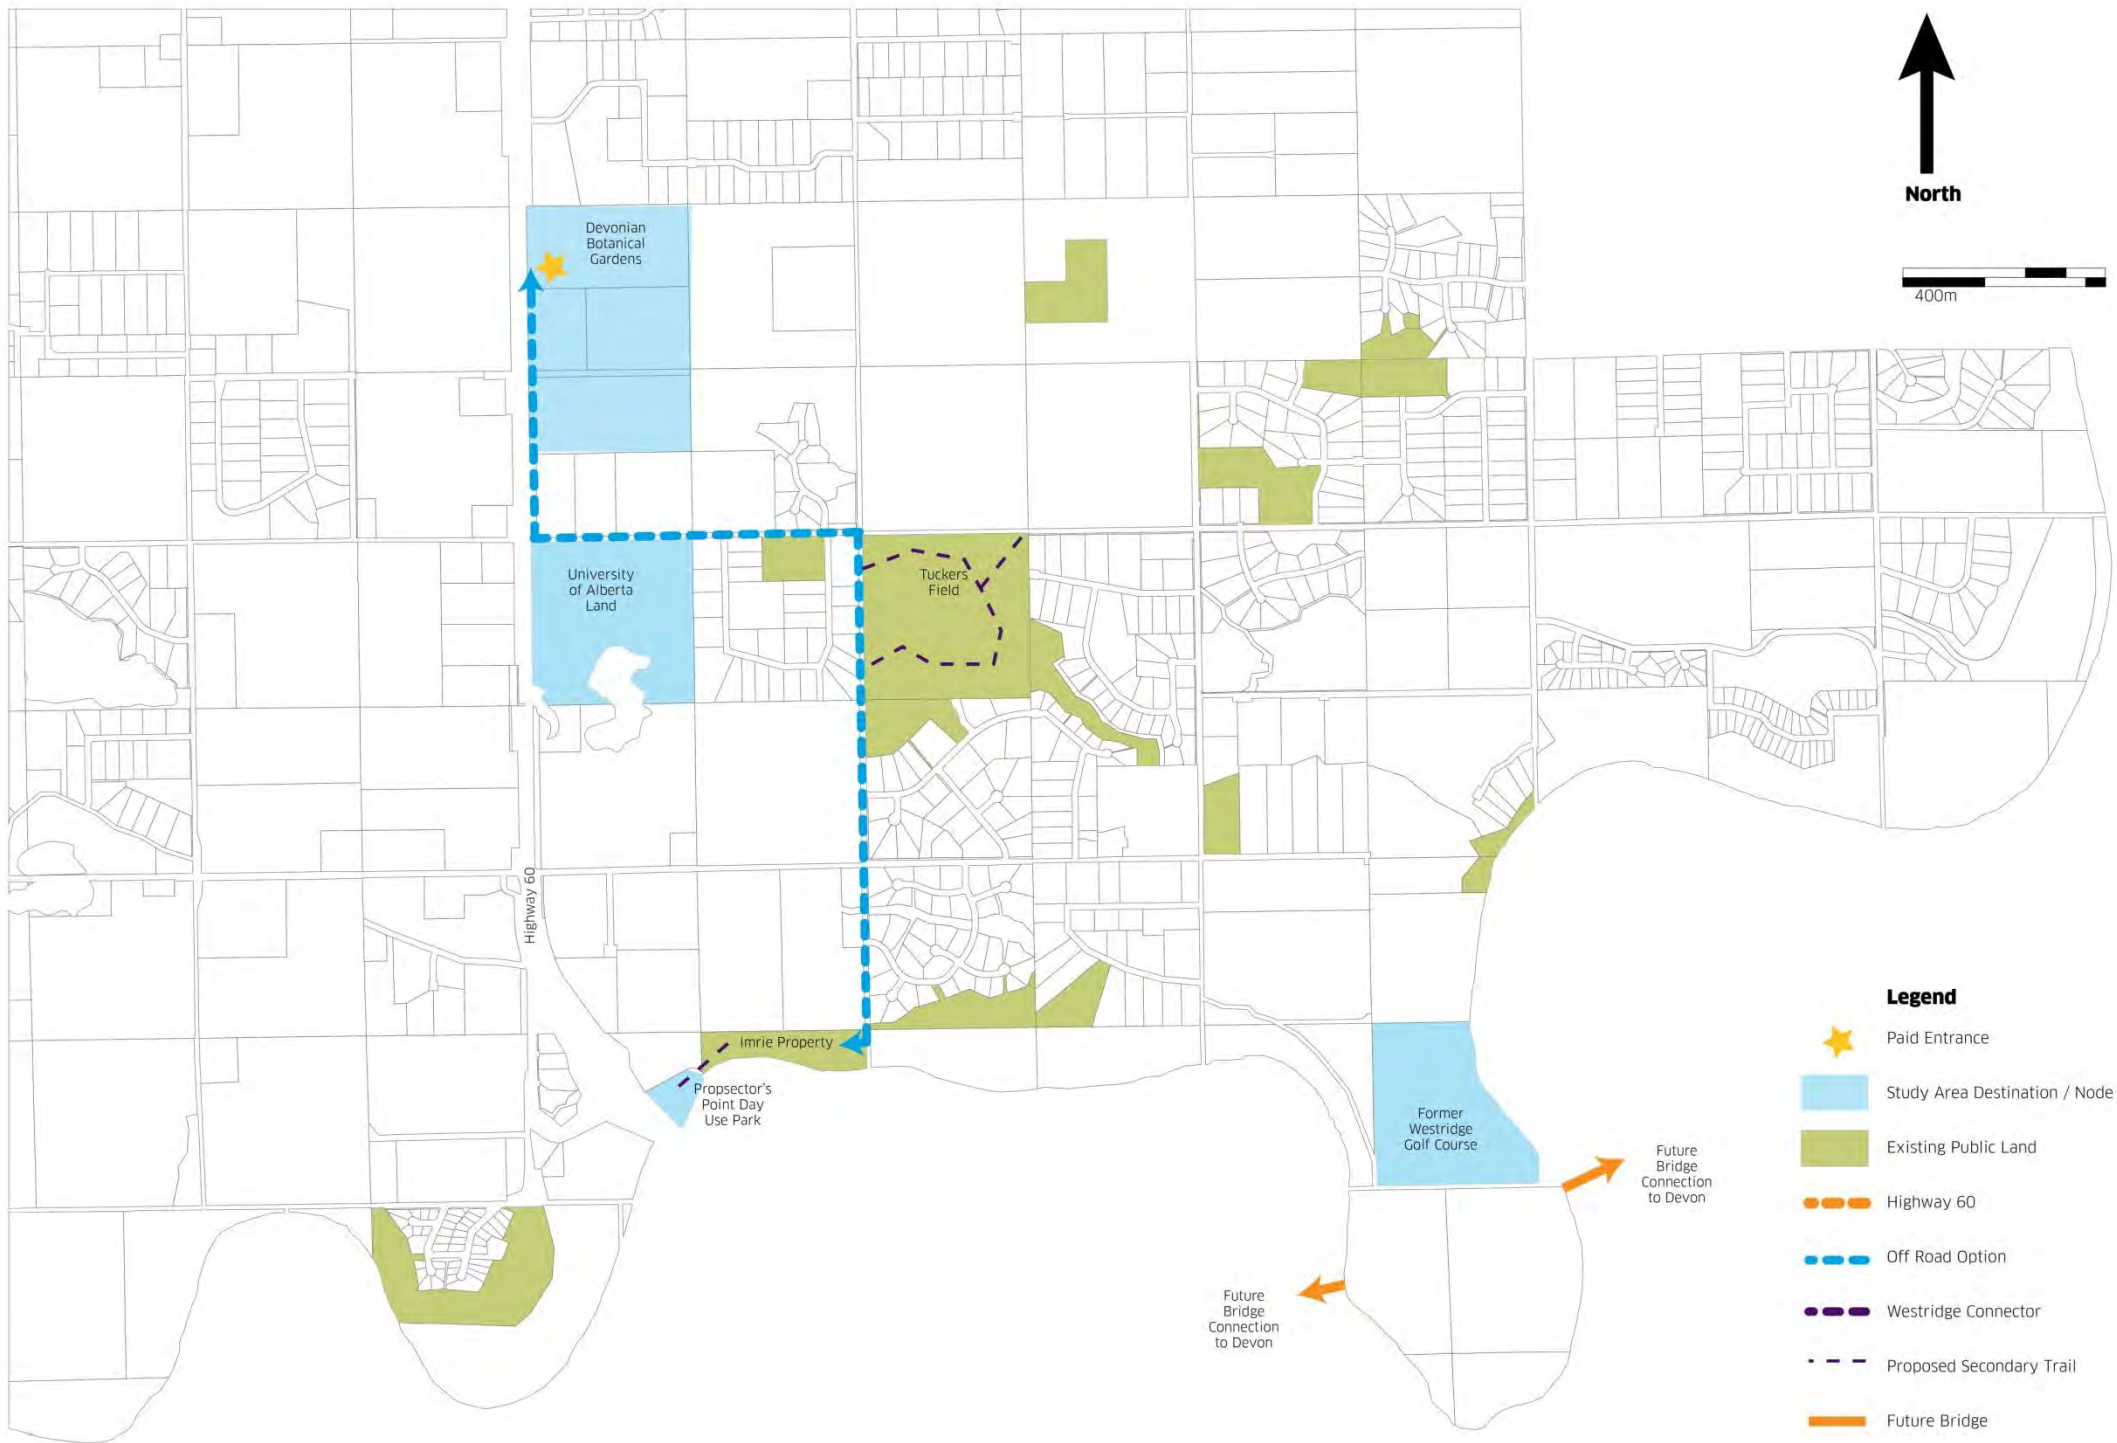 North
400m
Devonian
Botanical
Gardens
University
of Alberta
Land
Tuckers
Field
Highway 60
Imrie Property
Propsector's
Point Day
Use Park
Former
Westridge
Golf Course
Future
Bridge
Connection
to Devon
Future
Bridge
Connection
to Devon
Legend
Paid Entrance
Study Area Destination / Node
Existing Public Land
Highway 60
Off Road Option
Westridge Connector
Proposed Secondary Trail
Future Bridge